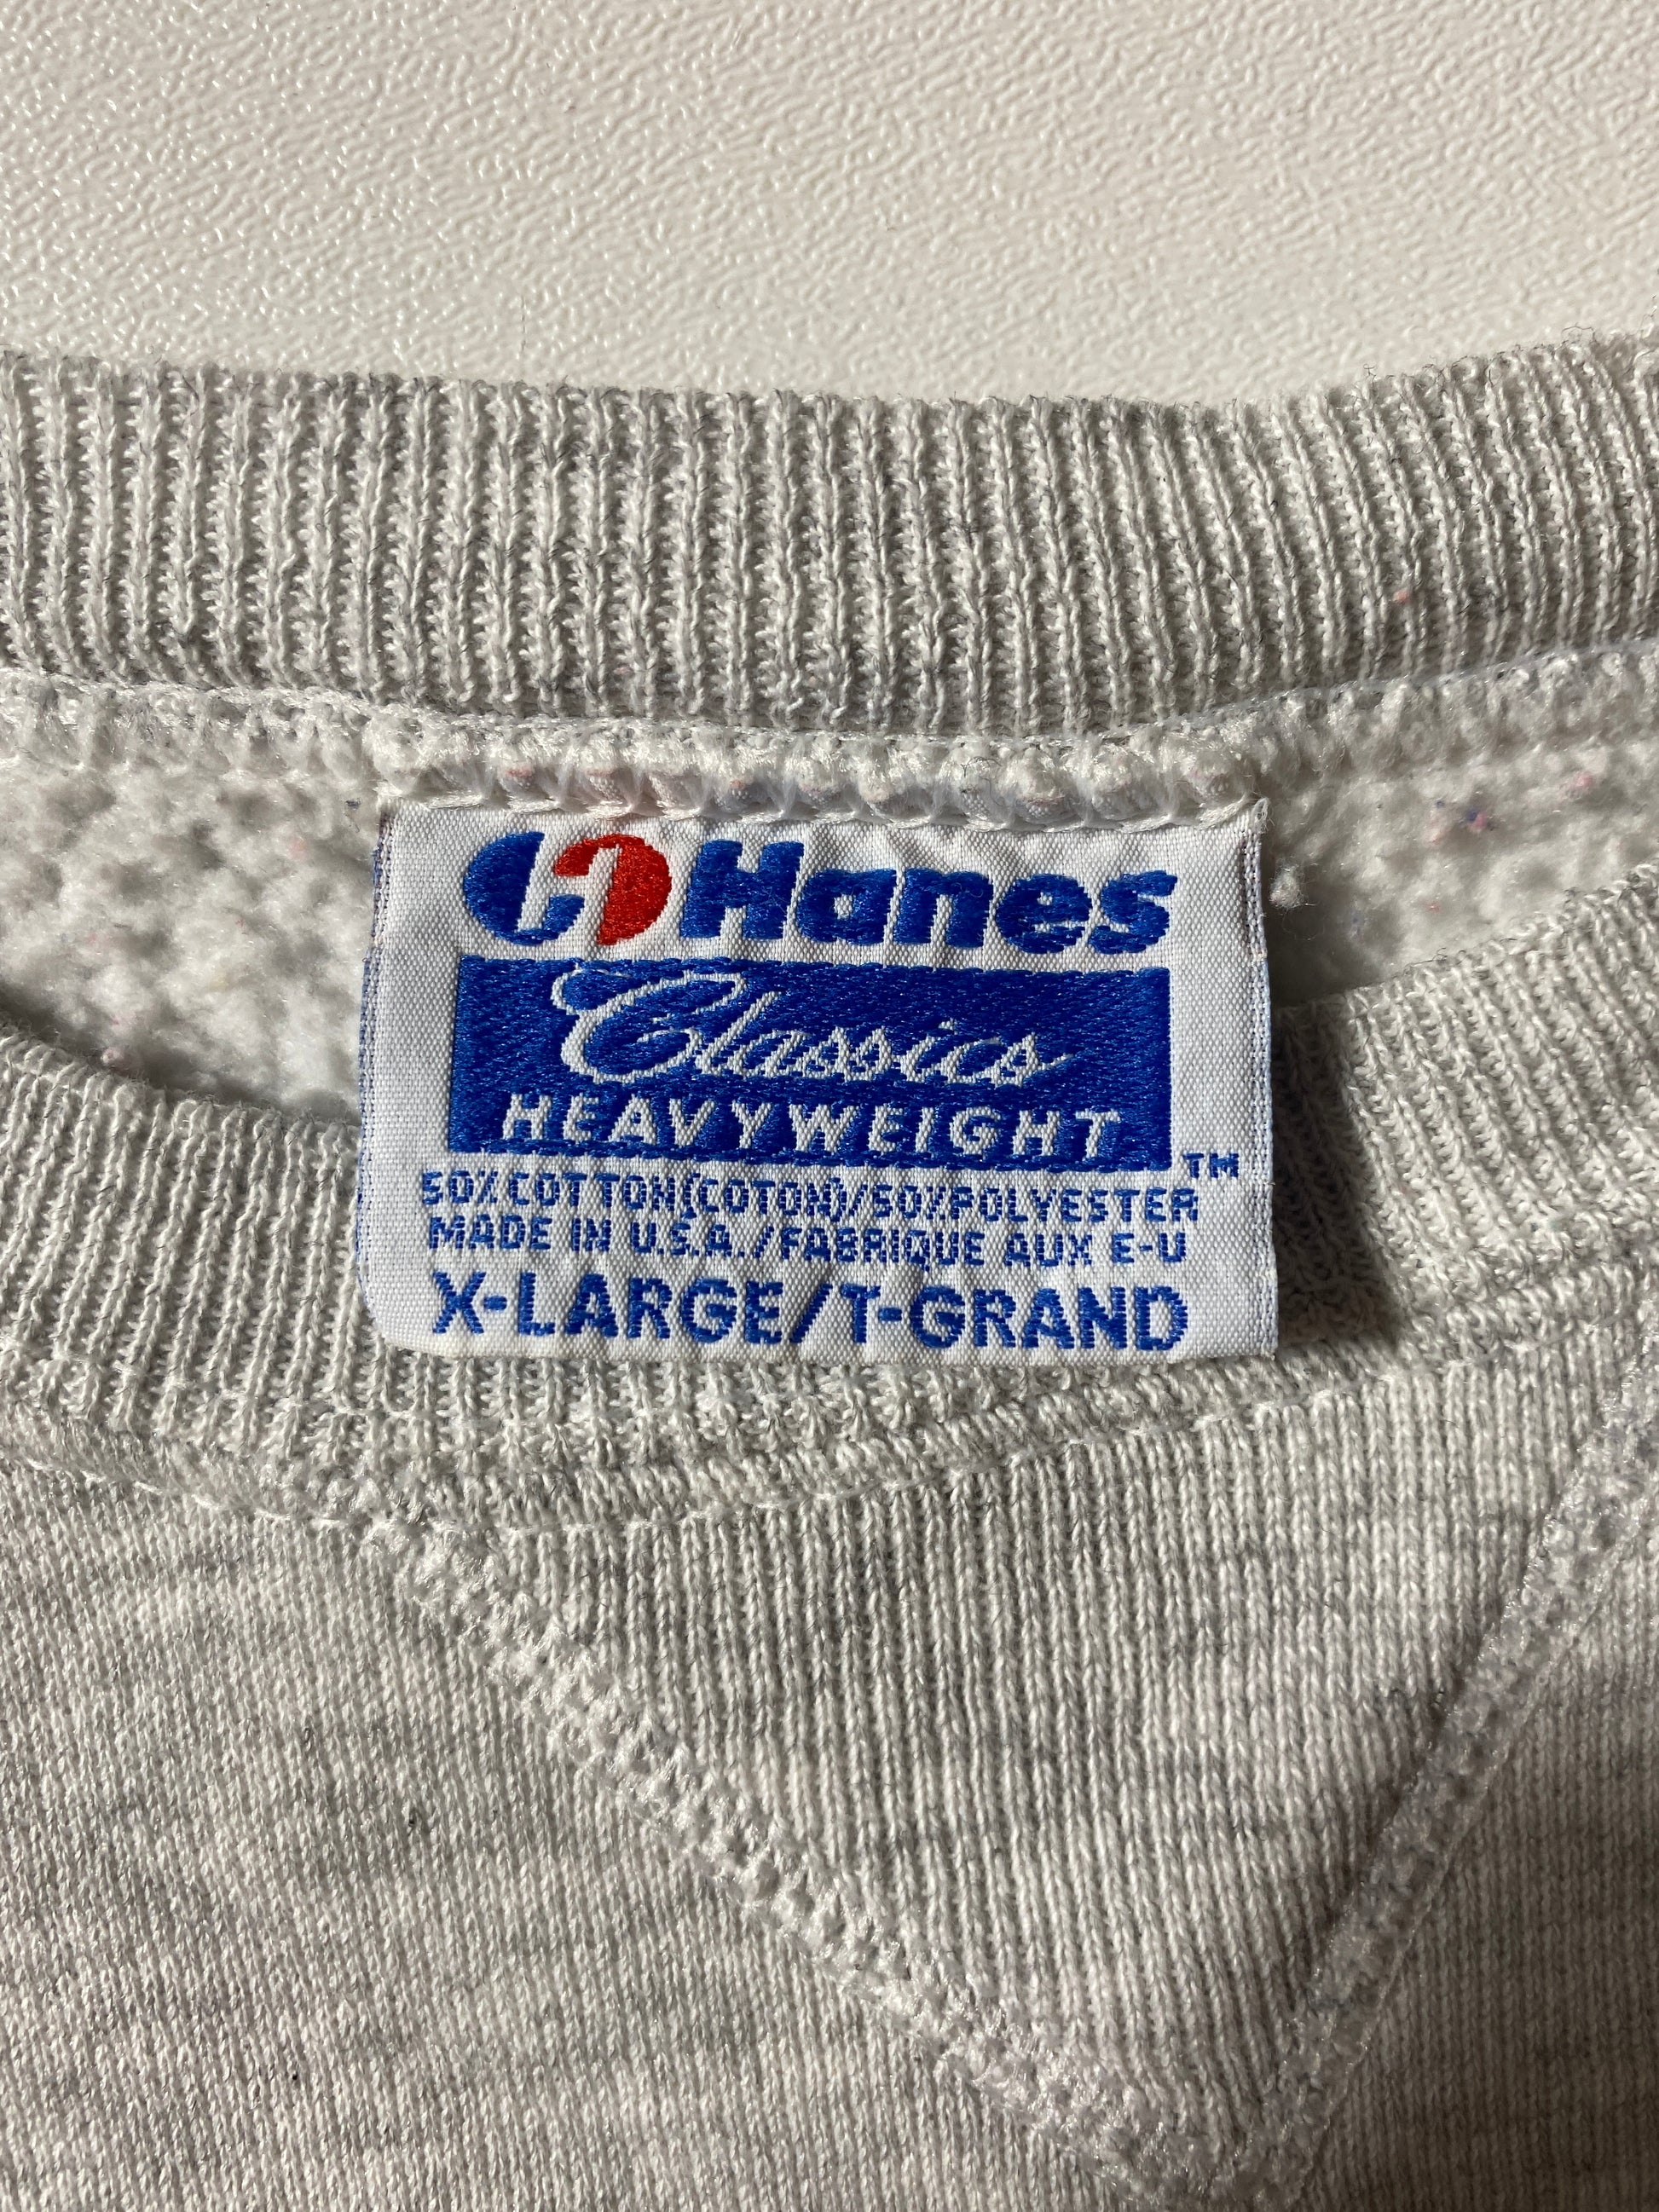 Hanes
Classics
HEAVYWEIGHT
™
50% COTTON(COTON)/50%POLYESTER
MADE IN U.S.A./FABRIQUE AUX E-U
X-LARGE/T-GRAND